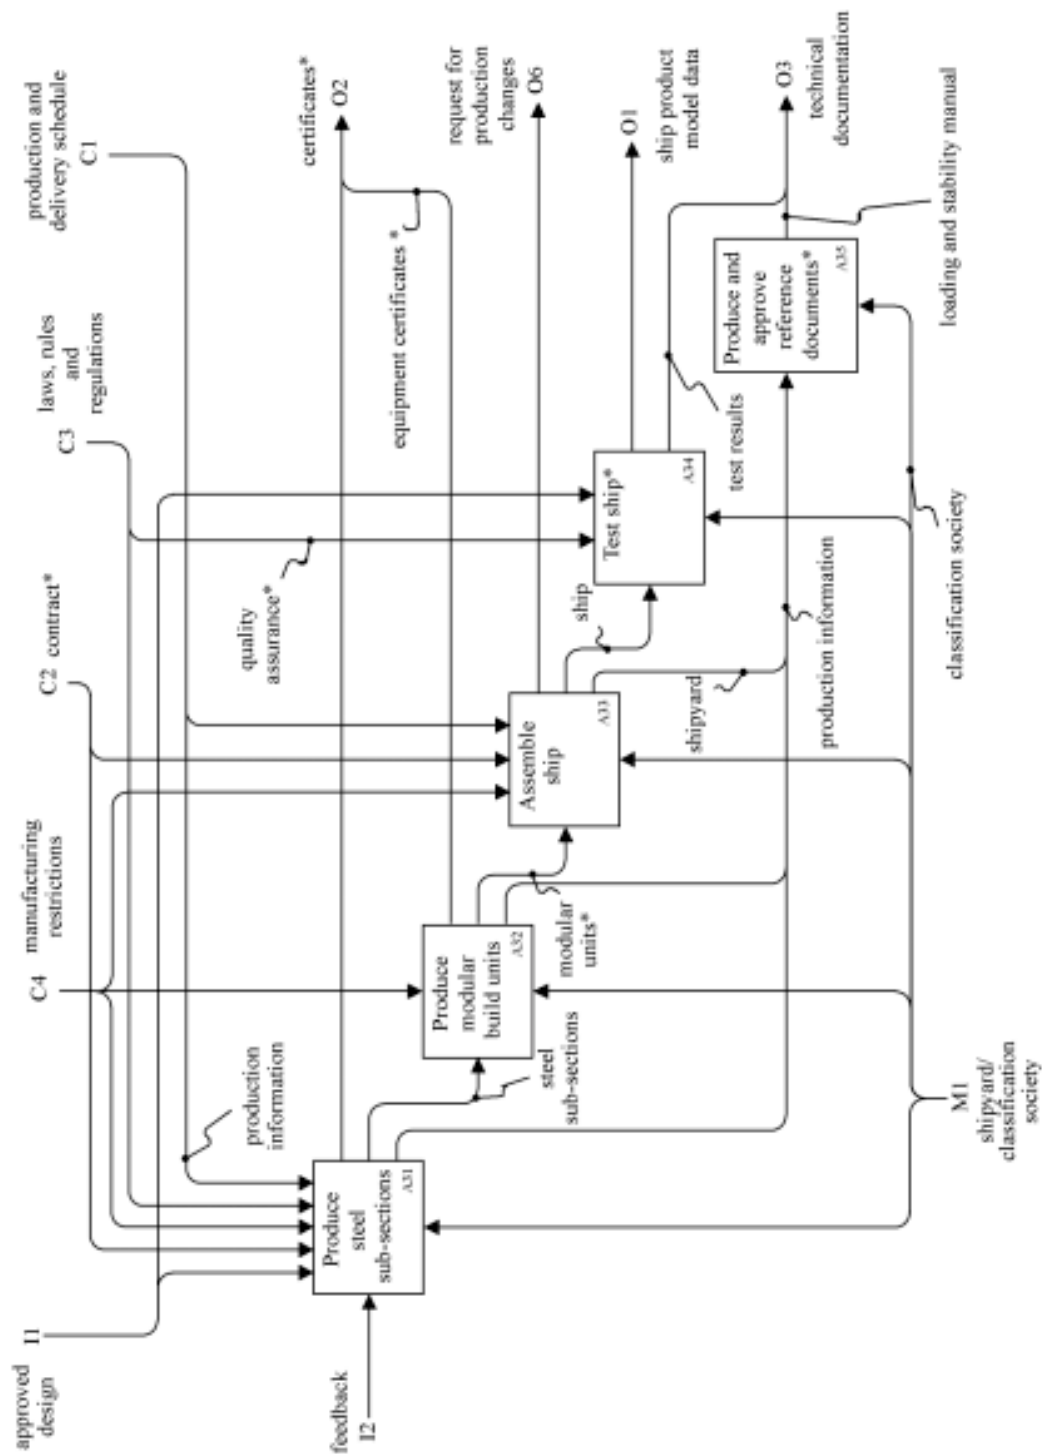 approved
design
I1
C4
manufacturing
restrictions
C2
contract*
C3
laws, rules
and
regulations
production and
delivery schedule
C1
production
information
quality
assurance*
certificates*
O2
equipment certificates *
request for
production
changes
O6
feedback
I2
Produce
steel
sub-sections
A31
steel
sub-sections
Produce
modular
build units
A32
modular
units*
Assemble
ship
A33
ship
shipyard
Test ship*
A34
O1
ship product
model data
test results
Produce and
approve
reference
documents*
A35
O3
technical
documentation
production information
loading and stability manual
classification society
M1
shipyard/
classification
society